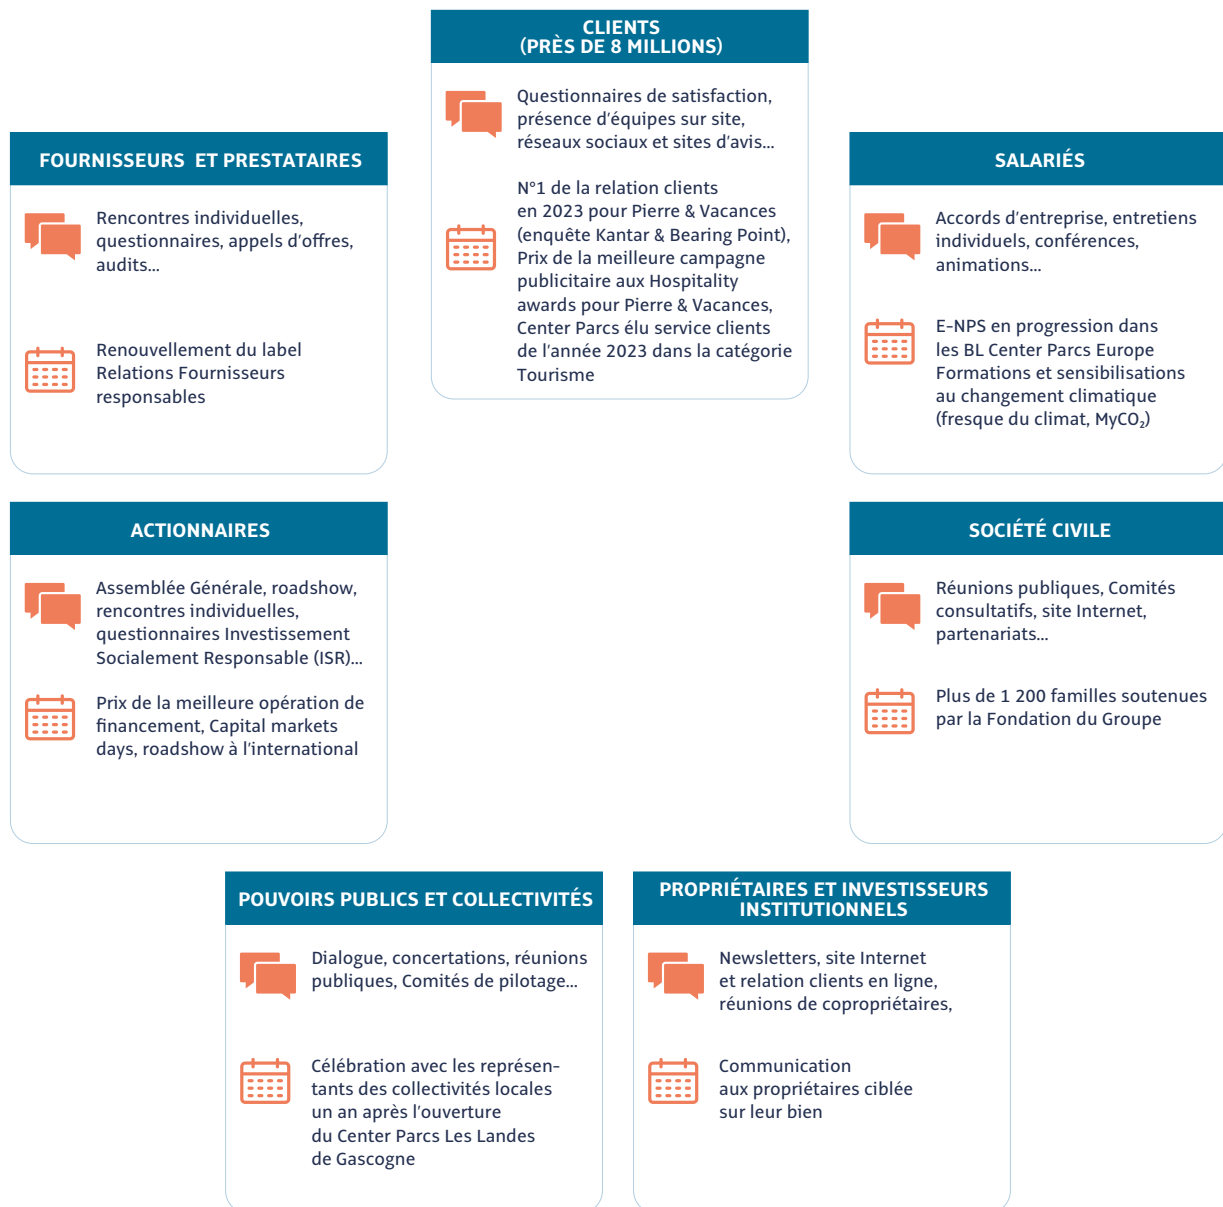 CLIENTS
(PRÈS DE 8 MILLIONS)
Questionnaires de satisfaction,
présence d'équipes sur site,
réseaux sociaux et sites d'avis...
N°1 de la relation clients
en 2023 pour Pierre & Vacances
(enquête Kantar & Bearing Point),
Prix de la meilleure campagne
publicitaire aux Hospitality
awards pour Pierre & Vacances,
Center Parcs élu service clients
de l'année 2023 dans la catégorie
Tourisme
FOURNISSEURS ET PRESTATAIRES
Rencontres individuelles,
questionnaires, appels d'offres,
audits...
Renouvellement du label
Relations Fournisseurs
responsables
SALARIÉS
Accords d'entreprise, entretiens
individuels, conférences,
animations...
E-NPS en progression dans
les BL Center Parcs Europe
Formations et sensibilisations
au changement climatique
(fresque du climat, MyCO₂)
ACTIONNAIRES
Assemblée Générale, roadshow,
rencontres individuelles,
questionnaires Investissement
Socialement Responsable (ISR)...
Prix de la meilleure opération de
financement, Capital markets
days, roadshow à l'international
SOCIÉTÉ CIVILE
Réunions publiques, Comités
consultatifs, site Internet,
partenariats...
Plus de 1 200 familles soutenues
par la Fondation du Groupe
POUVOIRS PUBLICS ET COLLECTIVITÉS
Dialogue, concertations, réunions
publiques, Comités de pilotage...
Célébration avec les représen-
tants des collectivités locales
un an après l'ouverture
du Center Parcs Les Landes
de Gascogne
PROPRIÉTAIRES ET INVESTISSEURS
INSTITUTIONNELS
Newsletters, site Internet
et relation clients en ligne,
réunions de copropriétaires,
Communication
aux propriétaires ciblée
sur leur bien